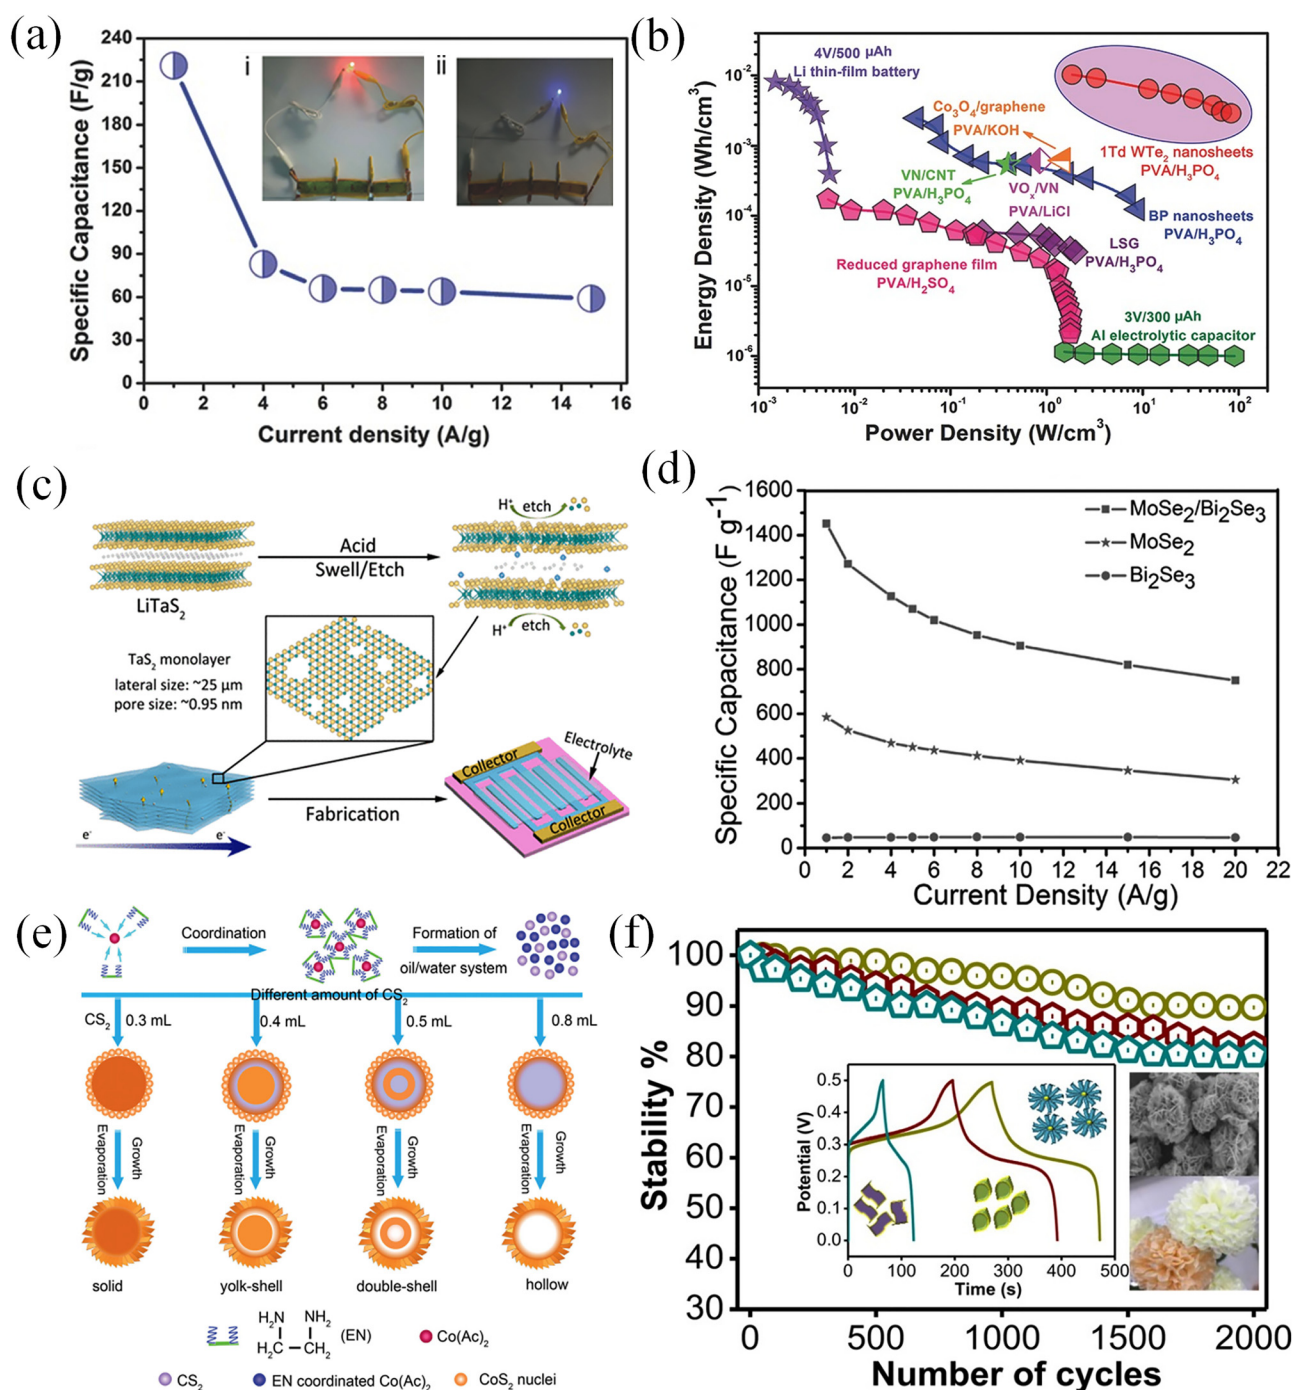 (a)
240
210
180
150
120
90
60
30
0
0 2 4 6 8 10 12 14 16
Specific Capacitance (F/g)
Current density (A/g)
i
ii
(b)
10⁻²
10⁻³
10⁻⁴
10⁻⁵
10⁻⁶
10⁻³ 10⁻² 10⁻¹ 10⁰ 10¹ 10²
Energy Density (Wh/cm³)
Power Density (W/cm³)
4V/500 µAh
Li thin-film battery
Co₃O₄/graphene
PVA/KOH
1Td WTe₂ nanosheets
PVA/H₃PO₄
VN/CNT
PVA/H₃PO₄
VOₓ/VN
PVA/LiCl
BP nanosheets
PVA/H₃PO₄
LSG
PVA/H₃PO₄
Reduced graphene film
PVA/H₂SO₄
3V/300 µAh
Al electrolytic capacitor
(c)
LiTaS₂
Acid
Swell/Etch
H⁺ etch
H⁺ etch
TaS₂ monolayer
lateral size: ~25 µm
pore size: ~0.95 nm
e⁻ e⁻
Fabrication
Collector
Electrolyte
Collector
(d)
1600
1400
1200
1000
800
600
400
200
0
0 2 4 6 8 10 12 14 16 18 20 22
Specific Capacitance (F g⁻¹)
Current Density (A/g)
MoSe₂/Bi₂Se₃
MoSe₂
Bi₂Se₃
(e)
Coordination
Formation of
oil/water system
Different amount of CS₂
CS₂ 0.3 mL 0.4 mL 0.5 mL 0.8 mL
Evaporation Growth Evaporation Growth Evaporation Growth Evaporation Growth
solid yolk-shell double-shell hollow
H₂N NH₂
H₂C — CH₂
(EN)
Co(Ac)₂
CS₂ EN coordinated Co(Ac)₂ CoS₂ nuclei
(f)
100
90
80
70
60
50
40
30
0 500 1000 1500 2000
Stability %
Number of cycles
0.5
0.4
0.3
0.2
0.1
0.0
0 100 200 300 400 500
Potential (V)
Time (s)